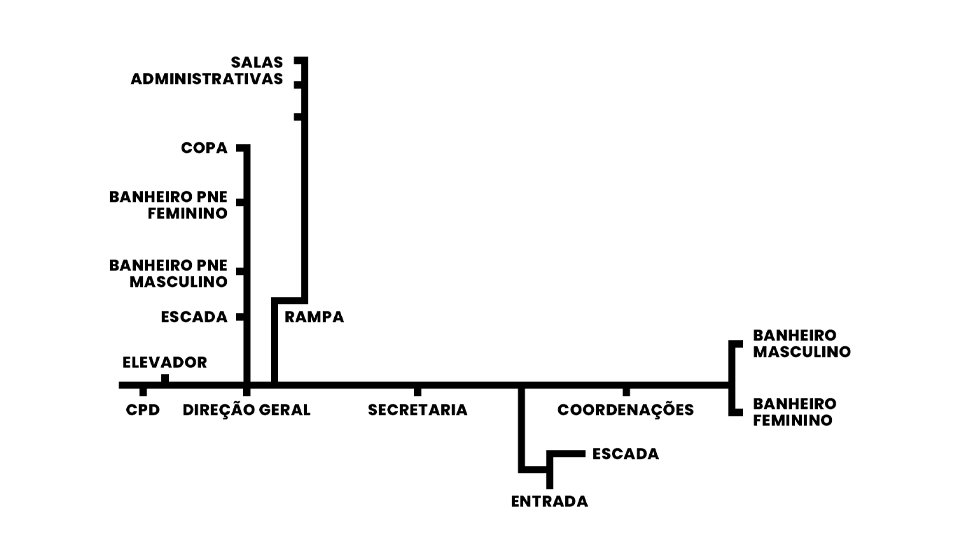 SALAS
ADMINISTRATIVAS
COPA
BANHEIRO PNE
FEMININO
BANHEIRO PNE
MASCULINO
ESCADA
RAMPA
ELEVADOR
BANHEIRO
MASCULINO
CPD
DIREÇÃO GERAL
SECRETARIA
COORDENAÇÕES
BANHEIRO
FEMININO
ESCADA
ENTRADA